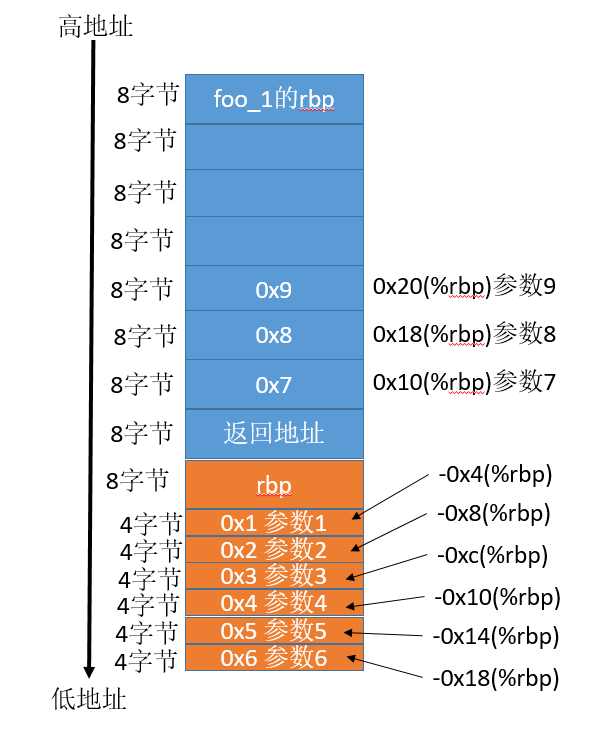 高地址
8字节 foo_1的rbp
8字节
8字节
8字节
8字节 0x9 0x20(%rbp)参数9
8字节 0x8 0x18(%rbp)参数8
8字节 0x7 0x10(%rbp)参数7
8字节 返回地址
8字节 rbp -0x4(%rbp)
4字节 0x1 参数1 -0x8(%rbp)
4字节 0x2 参数2 -0xc(%rbp)
4字节 0x3 参数3 -0x10(%rbp)
4字节 0x4 参数4 -0x14(%rbp)
4字节 0x5 参数5 -0x18(%rbp)
4字节 0x6 参数6
低地址